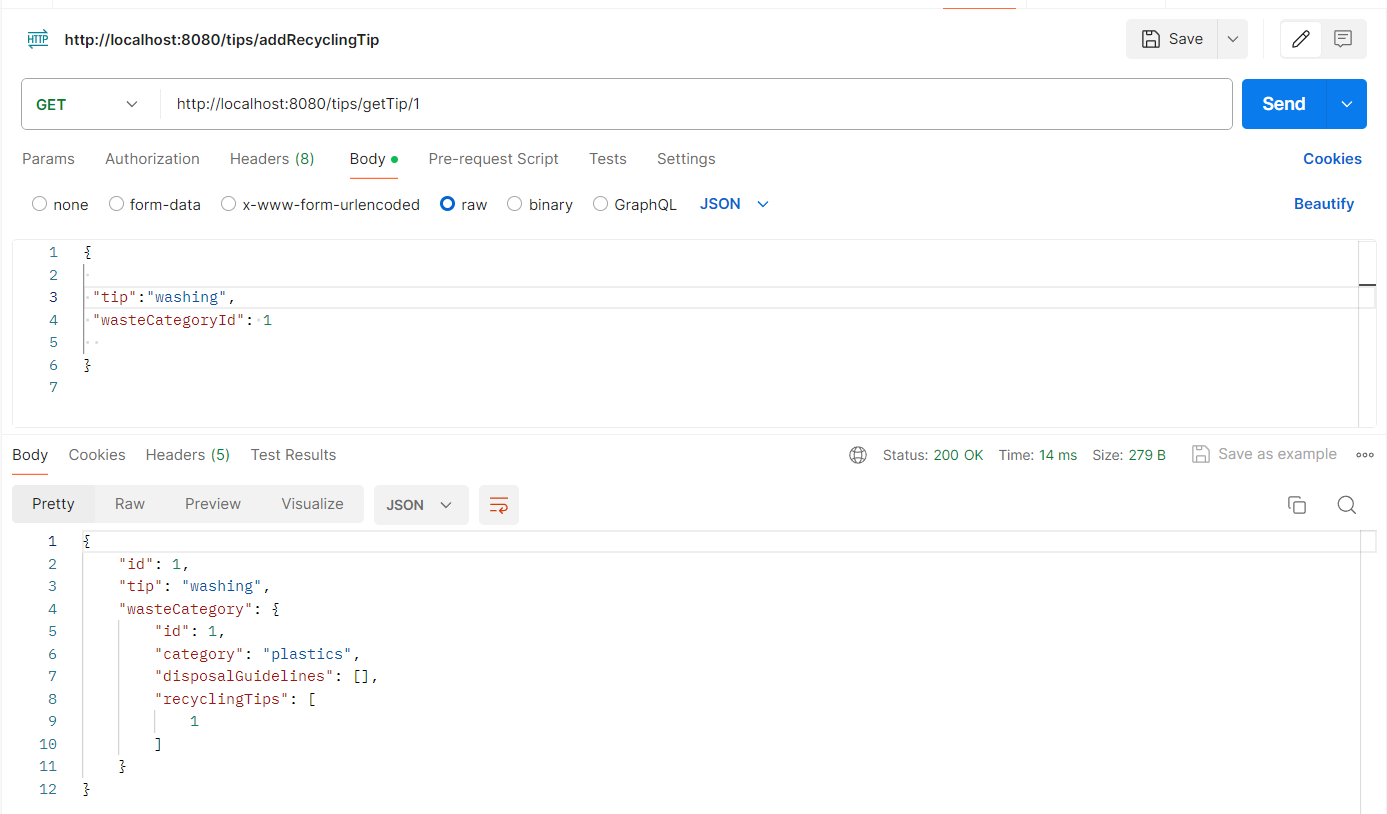 HTTP http://localhost:8080/tips/addRecyclingTip Save
GET http://localhost:8080/tips/getTip/1 Send
Params Authorization Headers (8) Body Pre-request Script Tests Settings Cookies
none form-data x-www-form-urlencoded raw binary GraphQL JSON Beautify
1 {
2
3 "tip":"washing",
4 "wasteCategoryId": 1
5
6 }
7
Body Cookies Headers (5) Test Results Status: 200 OK Time: 14 ms Size: 279 B Save as example
Pretty Raw Preview Visualize JSON
1 {
2 "id": 1,
3 "tip": "washing",
4 "wasteCategory": {
5 "id": 1,
6 "category": "plastics",
7 "disposalGuidelines": [],
8 "recyclingTips": [
9 1
10 ]
11 }
12 }